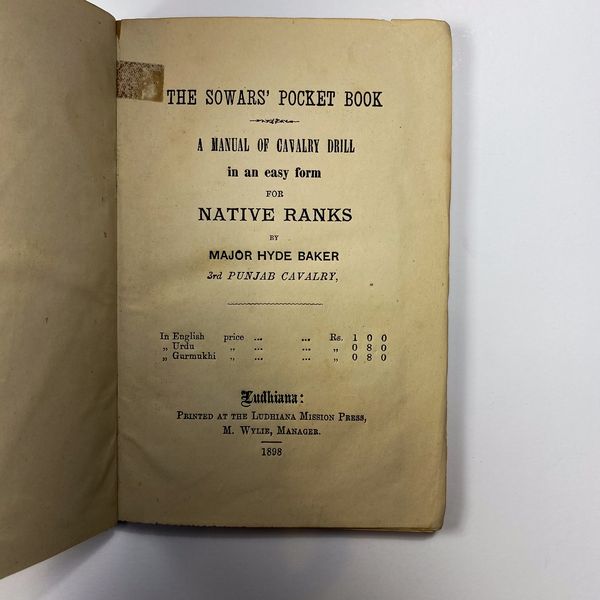 THE SOWARS' POCKET BOOK
A MANUAL OF CAVALRY DRILL
in an easy form
FOR
NATIVE RANKS
BY
MAJOR HYDE BAKER
3rd PUNJAB CAVALRY,
In English price ... ... Rs. 1 0 0
„ Urdu „ ... ... „ 0 8 0
„ Gurmukhi „ ... ... „ 0 8 0
Ludhiana:
PRINTED AT THE LUDHIANA MISSION PRESS,
M. WYLIE, MANAGER.
1898